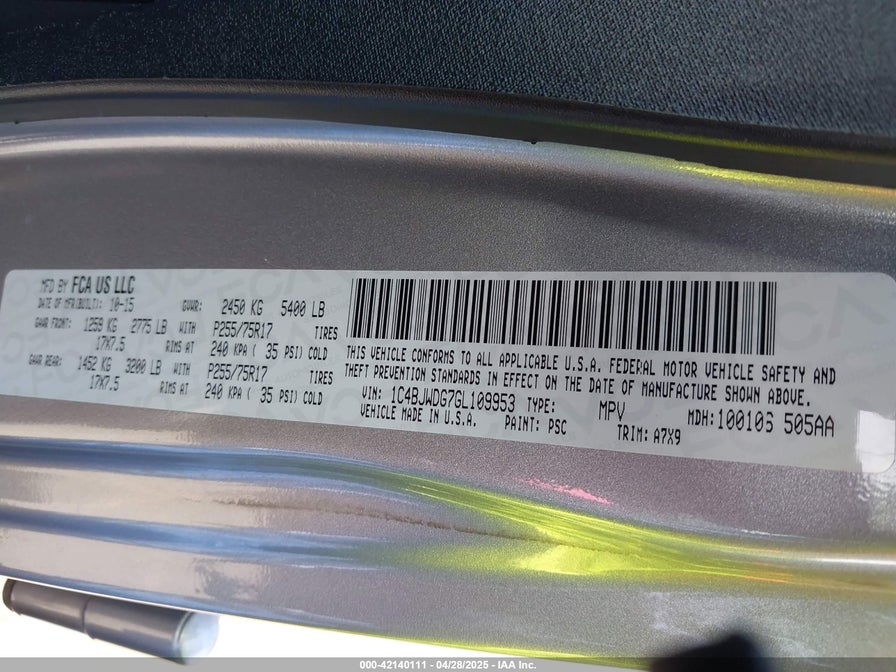 MFD BY FCA US LLC
DATE OF MFR(BUILT): 10-15 GVWR: 2450 KG 5400 LB
GAWR FRONT: 1259 KG 2775 LB WITH P255/75R17 TIRES
17X7.5 RIMS AT 240 KPA ( 35 PSI) COLD
GAWR REAR: 1452 KG 3200 LB WITH P255/75R17 TIRES
17X7.5 RIMS AT 240 KPA ( 35 PSI) COLD
THIS VEHICLE CONFORMS TO ALL APPLICABLE U.S.A. FEDERAL MOTOR VEHICLE SAFETY AND
THEFT PREVENTION STANDARDS IN EFFECT ON THE DATE OF MANUFACTURE SHOWN ABOVE.
VIN: 1C4BJWDG7GL109953 TYPE: MPV MDH:100106 505AA
VEHICLE MADE IN U.S.A. PAINT: PSC TRIM: A7X9
000-42140111 - 04/28/2025 - IAA Inc.